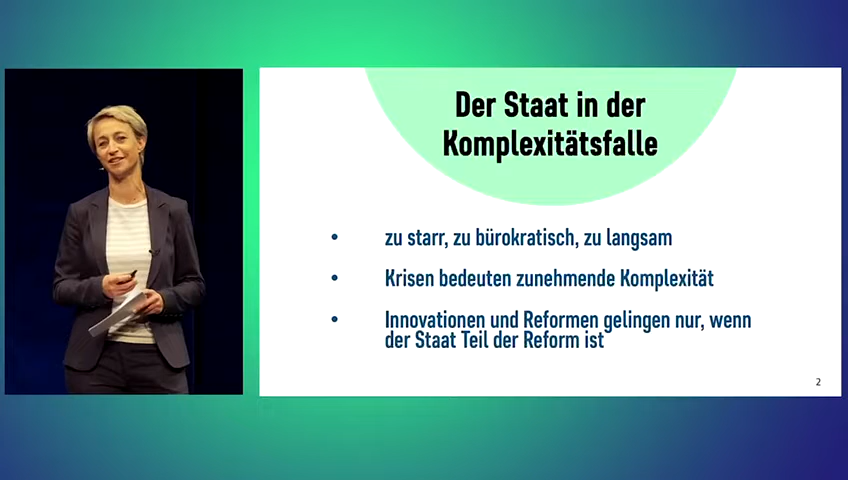 Der Staat in der
Komplexitätsfalle
• zu starr, zu bürokratisch, zu langsam
• Krisen bedeuten zunehmende Komplexität
• Innovationen und Reformen gelingen nur, wenn
der Staat Teil der Reform ist
2